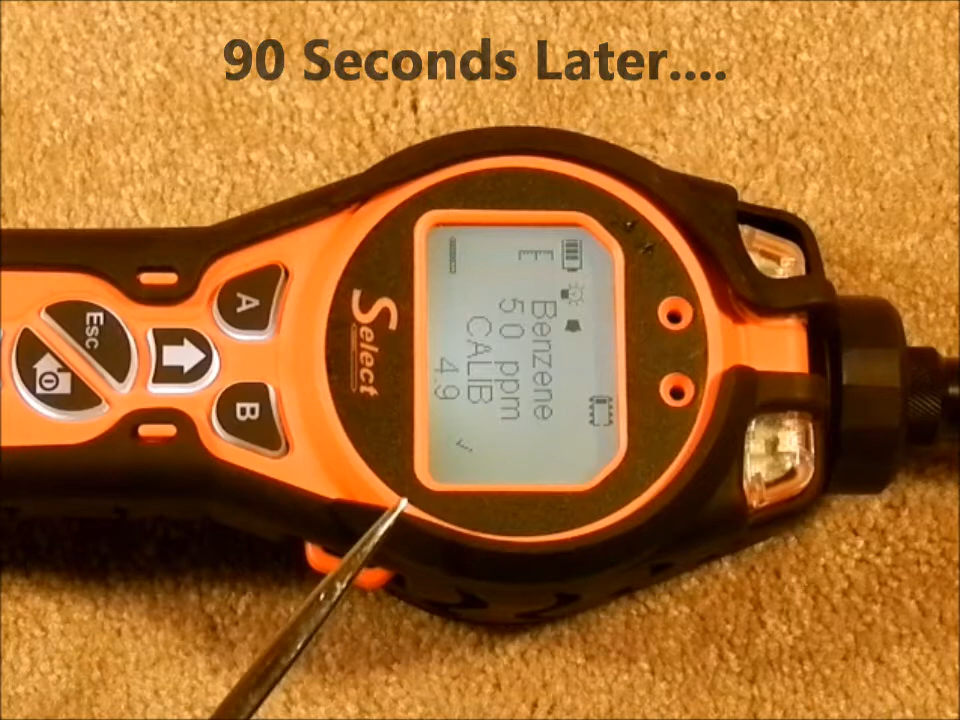 90 Seconds Later....
A
Esc
B
Select
E
Benzene
50 ppm
CALIB
4.9